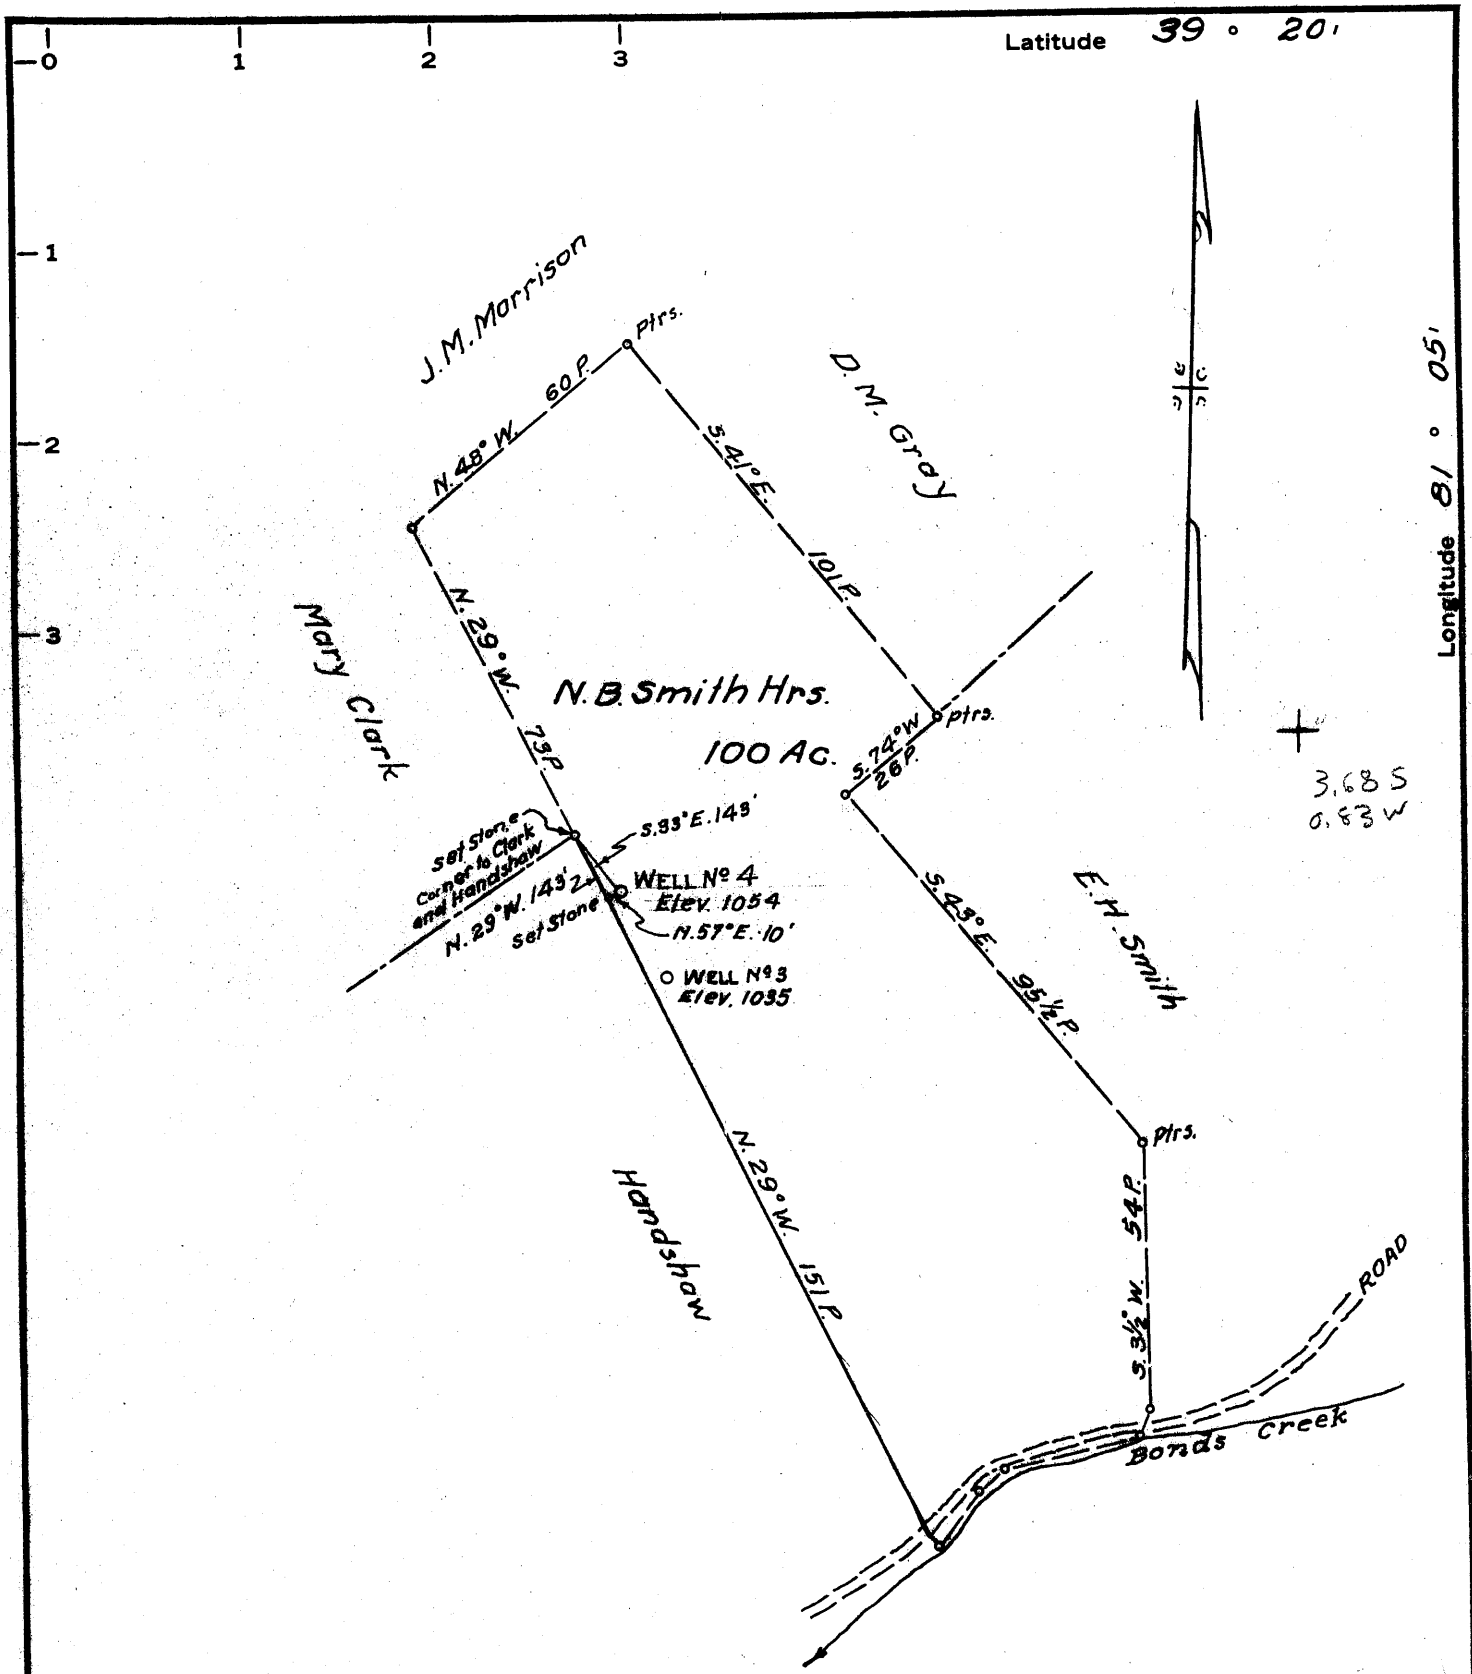 0
1
2
3
Latitude 39° 20'
1
2
3
Longitude 81° 05'
J.M. Morrison
Ptrs.
60 P.
N. 48° W.
D. M. Gray
S. 41° E.
101 P.
Mary Clark
N. 29° W. 73 P.
N.B. Smith Hrs.
100 Ac.
ptrs.
S. 74° W
26 P.
3.68 S
0.83 W
Set Stone
Corner to Clark
and Handshaw
S. 33° E. 143'
N. 29° W. 143'
Set Stone
WELL Nº 4
Elev. 1054
N. 57° E. 10'
WELL Nº 3
Elev. 1035
E. H. Smith
S. 43° E. 95½ P.
Ptrs.
Handshaw
N. 29° W. 151 P.
S. 3½° W. 54 P.
ROAD
Bonds Creek